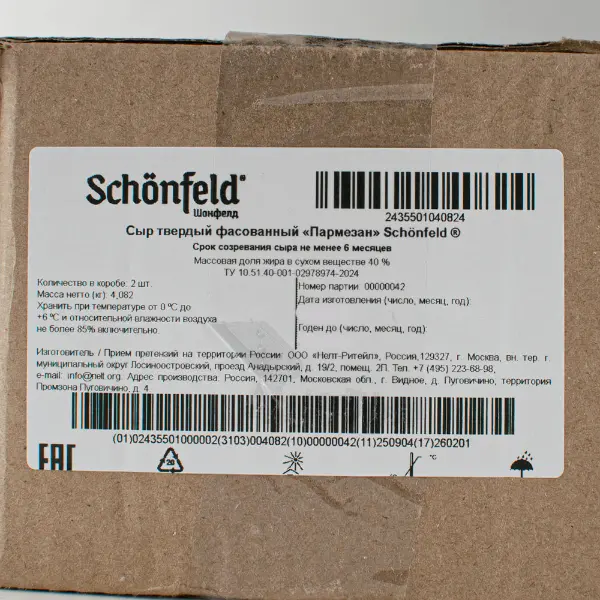 Schönfeld®
Шонфелд
2435501040824
Сыр твердый фасованный «Пармезан» Schönfeld ®
Срок созревания сыра не менее 6 месяцев
Массовая доля жира в сухом веществе 40 %
ТУ 10.51.40-001-02978974-2024
Количество в коробе: 2 шт.
Масса нетто (кг): 4,082
Хранить при температуре от 0 ºС до
+6 ºС и относительной влажности воздуха
не более 85% включительно.
Номер партии: 00000042
Дата изготовления (число, месяц, год):
Годен до (число, месяц, год):
Изготовитель / Прием претензий на территории России: ООО «Нелт-Ритейл», Россия,129327, г. Москва, вн. тер. г.
муниципальный округ Лосиноостровский, проезд Анадырский, д. 19/2, помещ. 2П. Тел. +7 (495) 223-68-98,
e-mail: info@nelt.org. Адрес производства: Россия, 142701, Московская обл., г. Видное, д. Пуговичино, территория
Промзона Пуговичино, д. 4
(01)02435501000002(3103)004082(10)00000042(11)250904(17)260201
EAC
20
°C